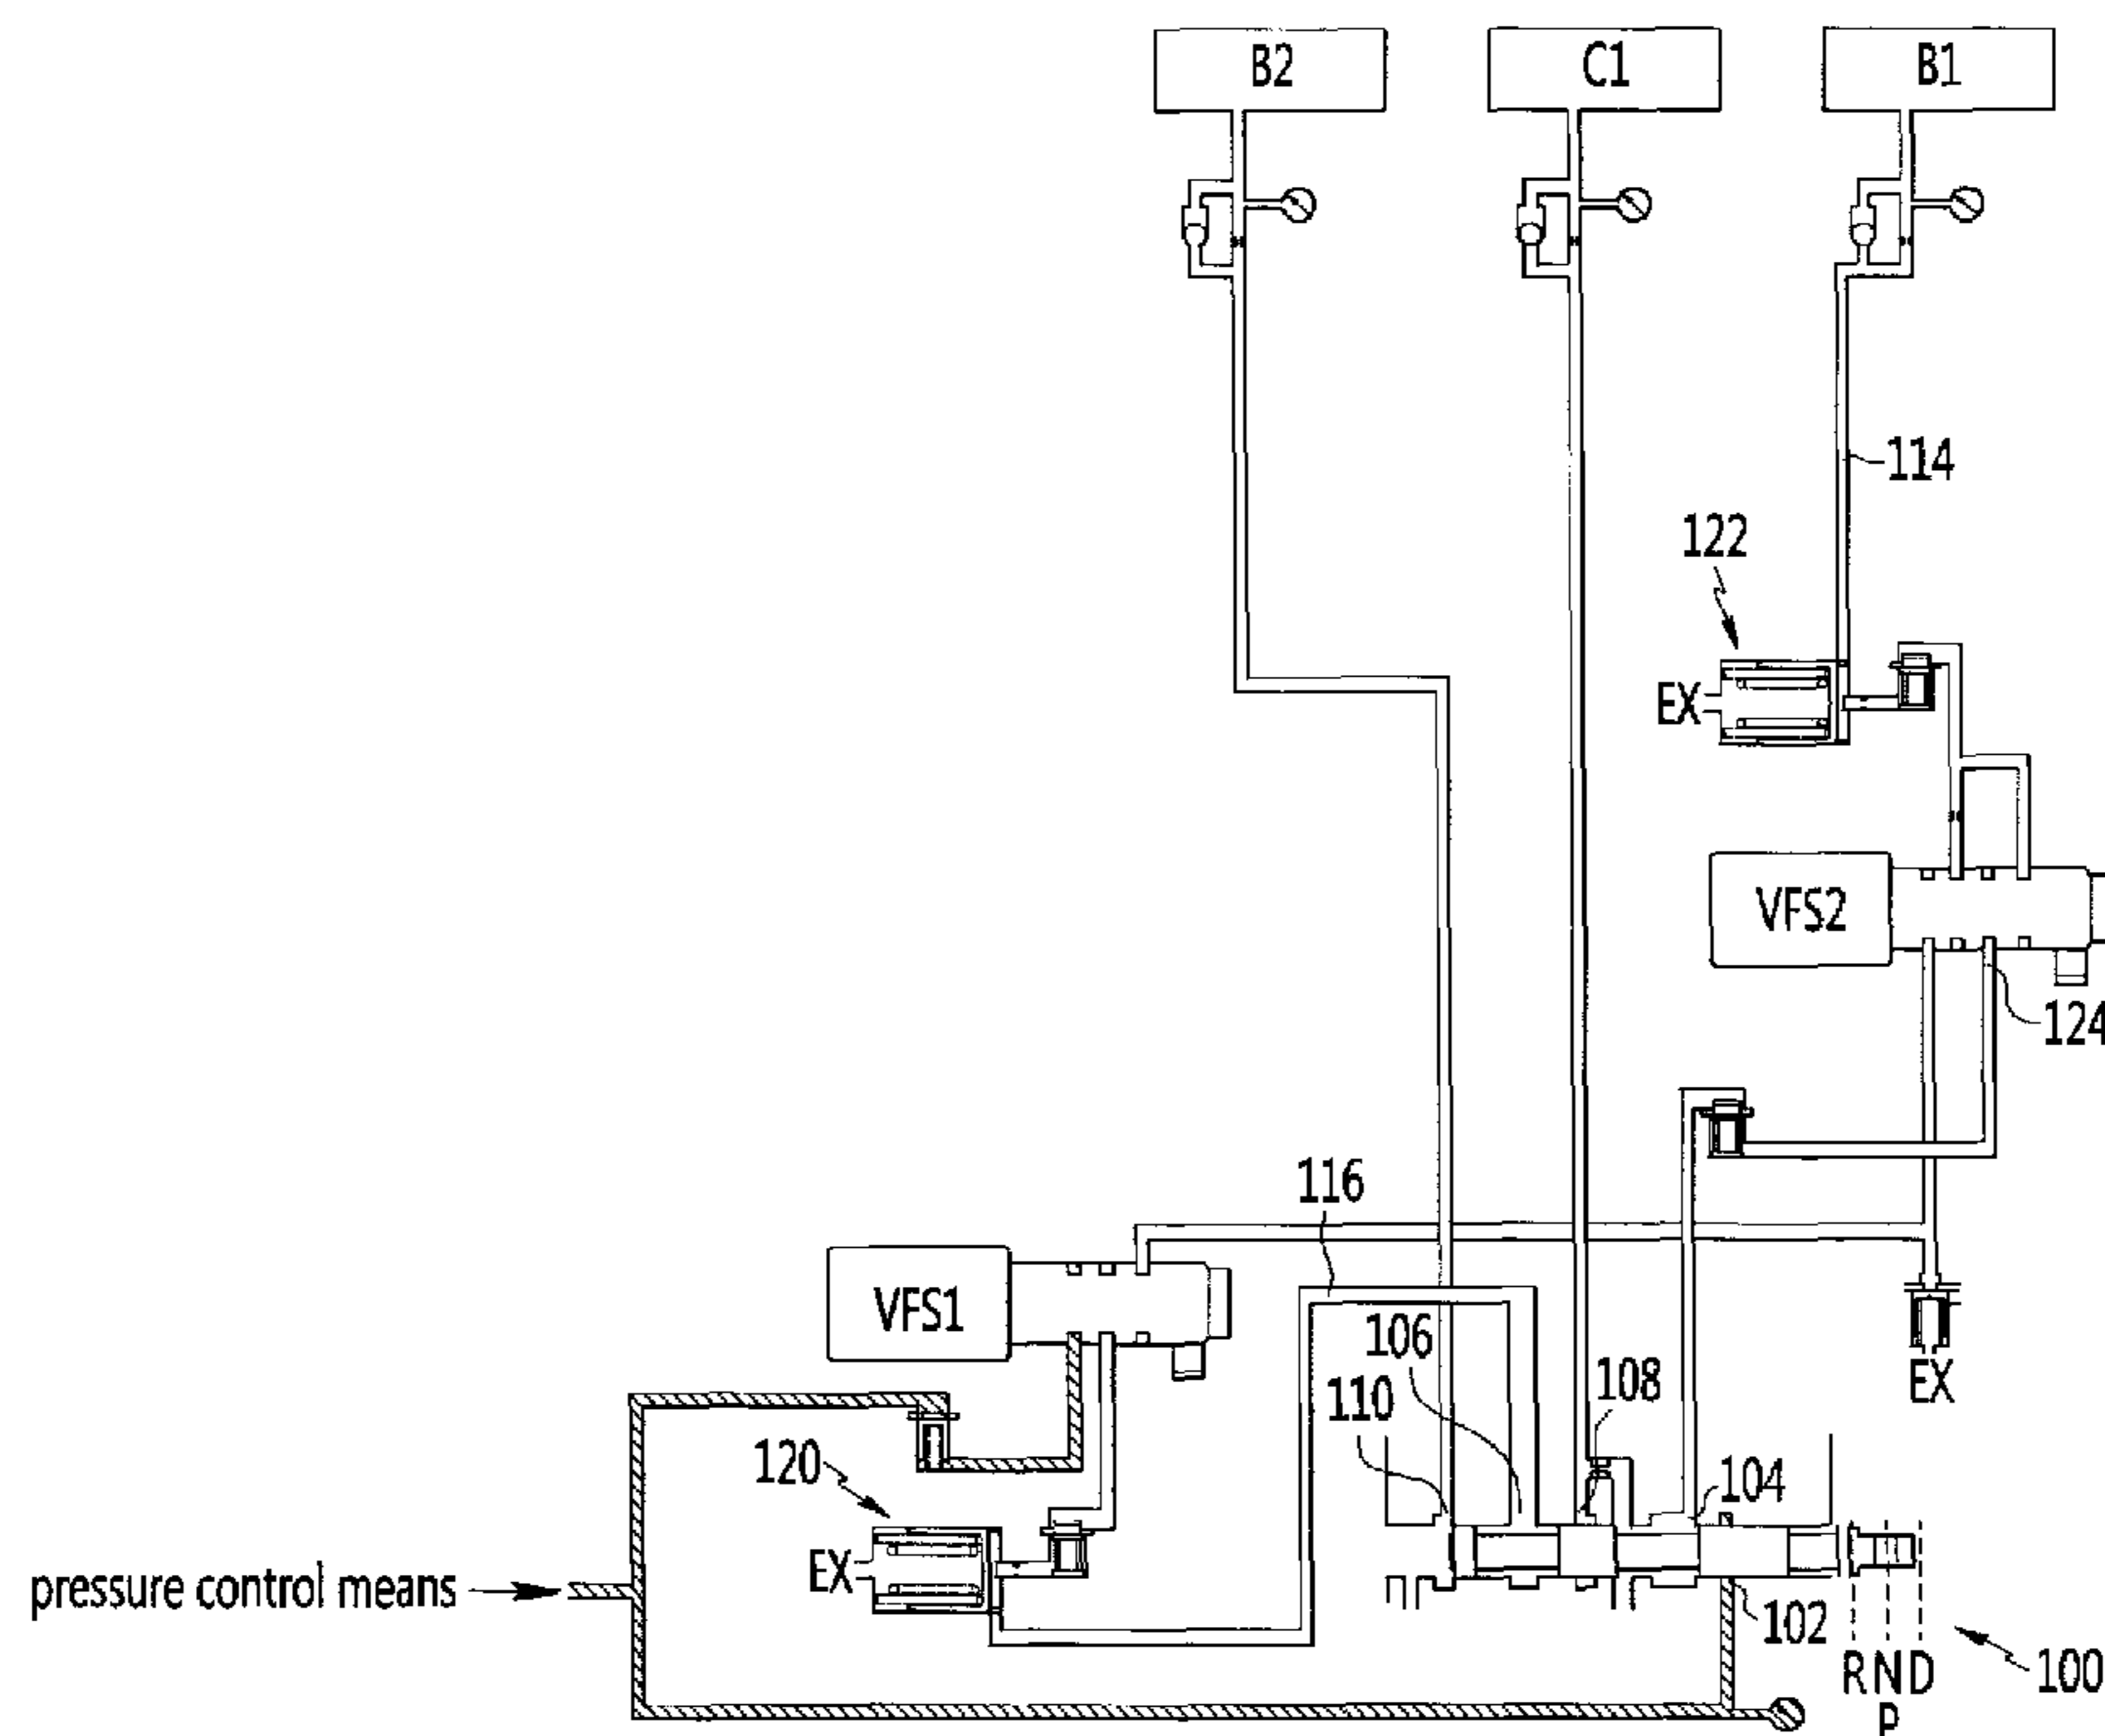 B2
C1
B1
114
122
EX
VFS2
124
116
VFS1
106
110
108
EX
120
104
EX
pressure control means
102
R N D
P
100